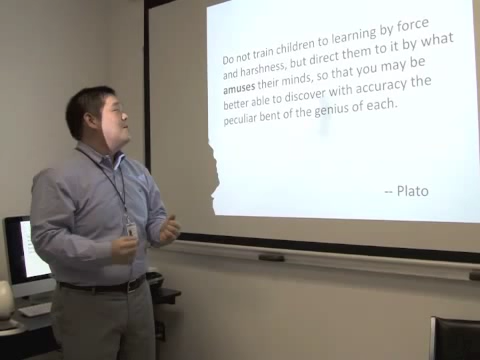 Do not train children to learning by force
and harshness, but direct them to it by what
amuses their minds, so that you may be
better able to discover with accuracy the
peculiar bent of the genius of each.
-- Plato